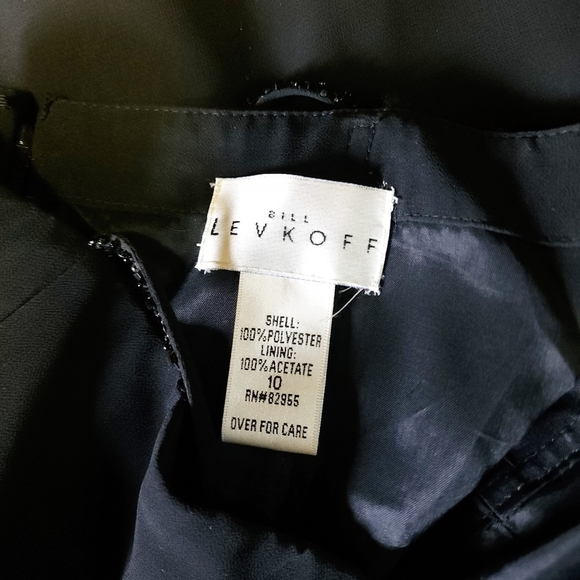 BILL
LEVKOFF
SHELL:
100%POLYESTER
LINING:
100%ACETATE
10
RN#82955
OVER FOR CARE